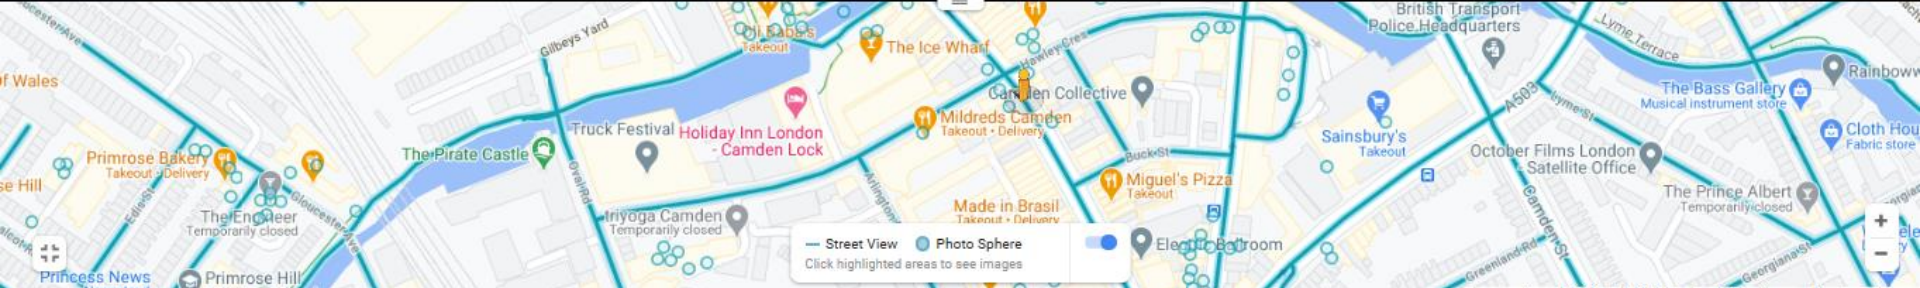 Gilbeys Yard
of Wales
Primrose Bakery
Takeout • Delivery
se Hill
Edis St
The Engineer
Temporarily closed
Gloucester Ave
Princess News
Primrose Hill
The Pirate Castle
Oval Rd
Truck Festival
Holiday Inn London
- Camden Lock
Takeout
The Ice Wharf
Hawley Cres
Camden Collective
Mildreds Camden
Takeout • Delivery
triyoga Camden
Temporarily closed
Arlington
Made in Brasil
Takeout • Delivery
Buck St
Miguel's Pizza
Takeout
Electric Ballroom
Street View
Photo Sphere
Click highlighted areas to see images
British Transport
Police Headquarters
Sainsbury's
Takeout
A503
Lyme Terrace
Lyme St
October Films London
- Satellite Office
Camden St
Greenland Rd
The Bass Gallery
Musical instrument store
Rainboww
Cloth Hou
Fabric store
The Prince Albert
Temporarily closed
Georgiana St
+
−